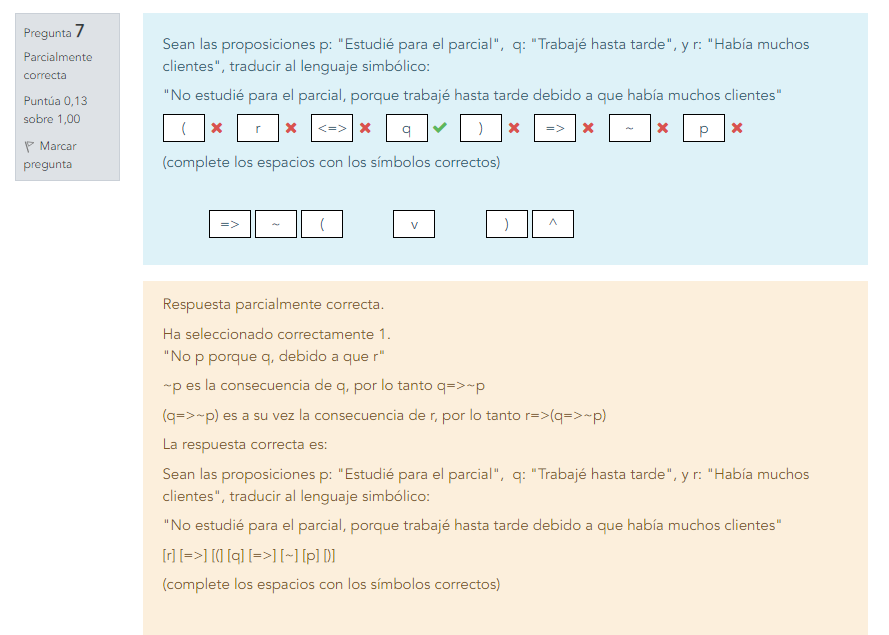 Pregunta 7
Parcialmente
correcta
Puntúa 0,13
sobre 1,00
Marcar
pregunta
Sean las proposiciones p: "Estudié para el parcial",  q: "Trabajé hasta tarde", y r: "Había muchos
clientes", traducir al lenguaje simbólico:
"No estudié para el parcial, porque trabajé hasta tarde debido a que había muchos clientes"
( r <=> q ) => ~ p
(complete los espacios con los símbolos correctos)
=> ~ ( v ) ^
Respuesta parcialmente correcta.
Ha seleccionado correctamente 1.
"No p porque q, debido a que r"
~p es la consecuencia de q, por lo tanto q=>~p
(q=>~p) es a su vez la consecuencia de r, por lo tanto r=>(q=>~p)
La respuesta correcta es:
Sean las proposiciones p: "Estudié para el parcial",  q: "Trabajé hasta tarde", y r: "Había muchos
clientes", traducir al lenguaje simbólico:
"No estudié para el parcial, porque trabajé hasta tarde debido a que había muchos clientes"
[r] [=>] [(] [q] [=>] [~] [p] [)]
(complete los espacios con los símbolos correctos)